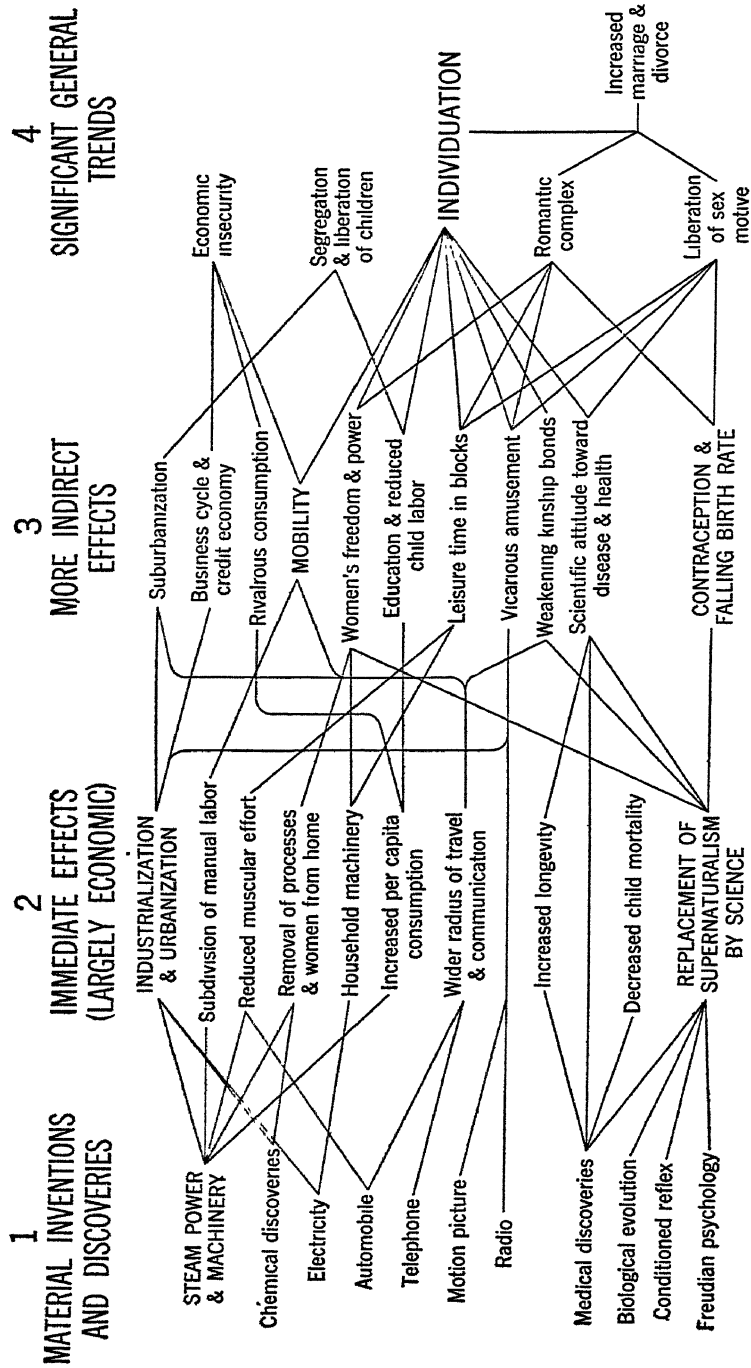 1
MATERIAL INVENTIONS
AND DISCOVERIES
STEAM POWER
& MACHINERY
Chemical discoveries
Electricity
Automobile
Telephone
Motion picture
Radio
Medical discoveries
Biological evolution
Conditioned reflex
Freudian psychology
2
IMMEDIATE EFFECTS
(LARGELY ECONOMIC)
INDUSTRIALIZATION
& URBANIZATION
Subdivision of manual labor
Reduced muscular effort
Removal of processes
& women from home
Household machinery
Increased per capita
consumption
Wider radius of travel
& communication
Increased longevity
Decreased child mortality
REPLACEMENT OF
SUPERNATURALISM
BY SCIENCE
3
MORE INDIRECT
EFFECTS
Suburbanization
Business cycle &
credit economy
Rivalrous consumption
MOBILITY
Women's freedom & power
Education & reduced
child labor
Leisure time in blocks
Vicarious amusement
Weakening kinship bonds
Scientific attitude toward
disease & health
CONTRACEPTION &
FALLING BIRTH RATE
4
SIGNIFICANT GENERAL
TRENDS
Economic
insecurity
Segregation
& liberation
of children
INDIVIDUATION
Romantic
complex
Liberation
of sex
motive
Increased
marriage &
divorce